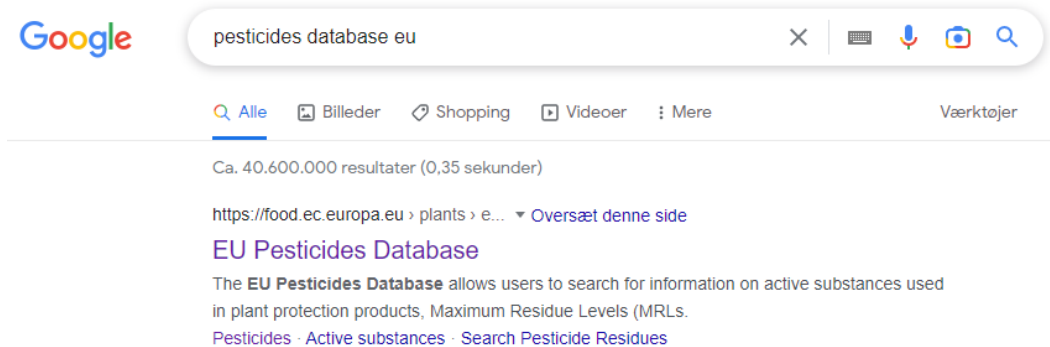 Google
pesticides database eu
Alle Billeder Shopping Videoer Mere Værktøjer
Ca. 40.600.000 resultater (0,35 sekunder)
https://food.ec.europa.eu › plants › e... Oversæt denne side
EU Pesticides Database
The EU Pesticides Database allows users to search for information on active substances used
in plant protection products, Maximum Residue Levels (MRLs.
Pesticides · Active substances · Search Pesticide Residues